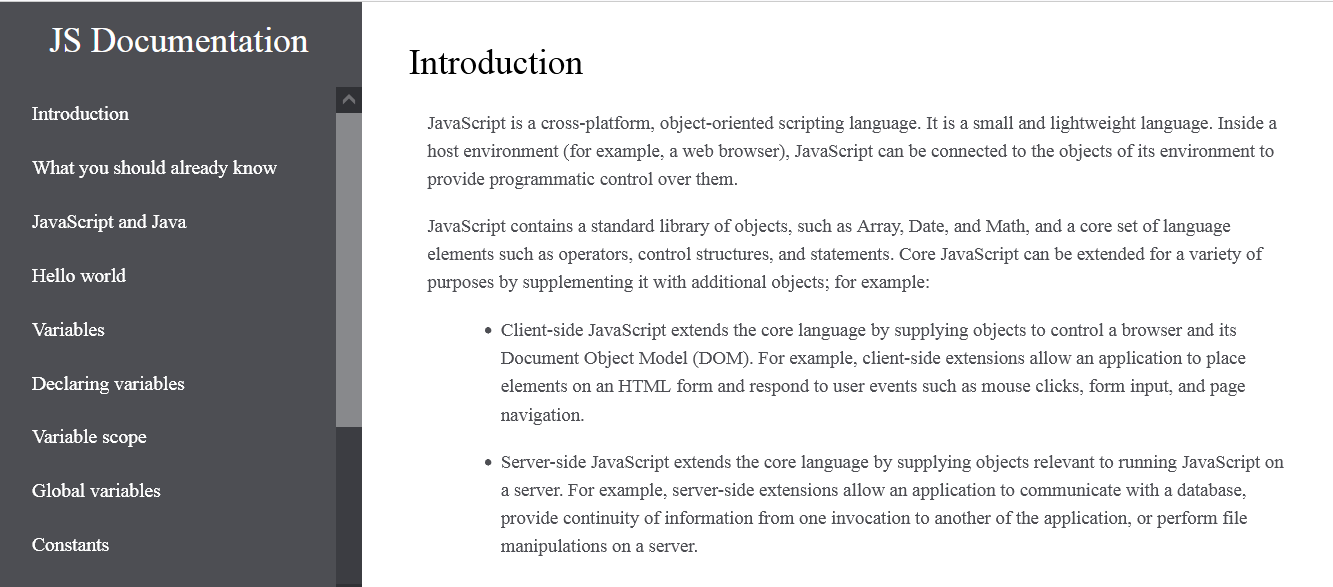 JS Documentation
Introduction
What you should already know
JavaScript and Java
Hello world
Variables
Declaring variables
Variable scope
Global variables
Constants
Introduction
JavaScript is a cross-platform, object-oriented scripting language. It is a small and lightweight language. Inside a
host environment (for example, a web browser), JavaScript can be connected to the objects of its environment to
provide programmatic control over them.
JavaScript contains a standard library of objects, such as Array, Date, and Math, and a core set of language
elements such as operators, control structures, and statements. Core JavaScript can be extended for a variety of
purposes by supplementing it with additional objects; for example:
• Client-side JavaScript extends the core language by supplying objects to control a browser and its
Document Object Model (DOM). For example, client-side extensions allow an application to place
elements on an HTML form and respond to user events such as mouse clicks, form input, and page
navigation.
• Server-side JavaScript extends the core language by supplying objects relevant to running JavaScript on
a server. For example, server-side extensions allow an application to communicate with a database,
provide continuity of information from one invocation to another of the application, or perform file
manipulations on a server.